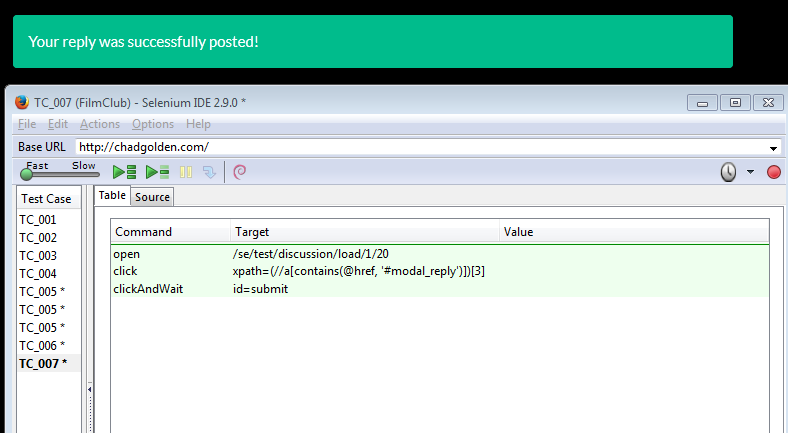 Your reply was successfully posted!
TC_007 (FilmClub) - Selenium IDE 2.9.0 *
File Edit Actions Options Help
Base URL http://chadgolden.com/
Fast Slow
Test Case
TC_001
TC_002
TC_003
TC_004
TC_005 *
TC_005 *
TC_005 *
TC_006 *
TC_007 *
Table Source
Command Target Value
open /se/test/discussion/load/1/20
click xpath=(//a[contains(@href, '#modal_reply')])[3]
clickAndWait id=submit